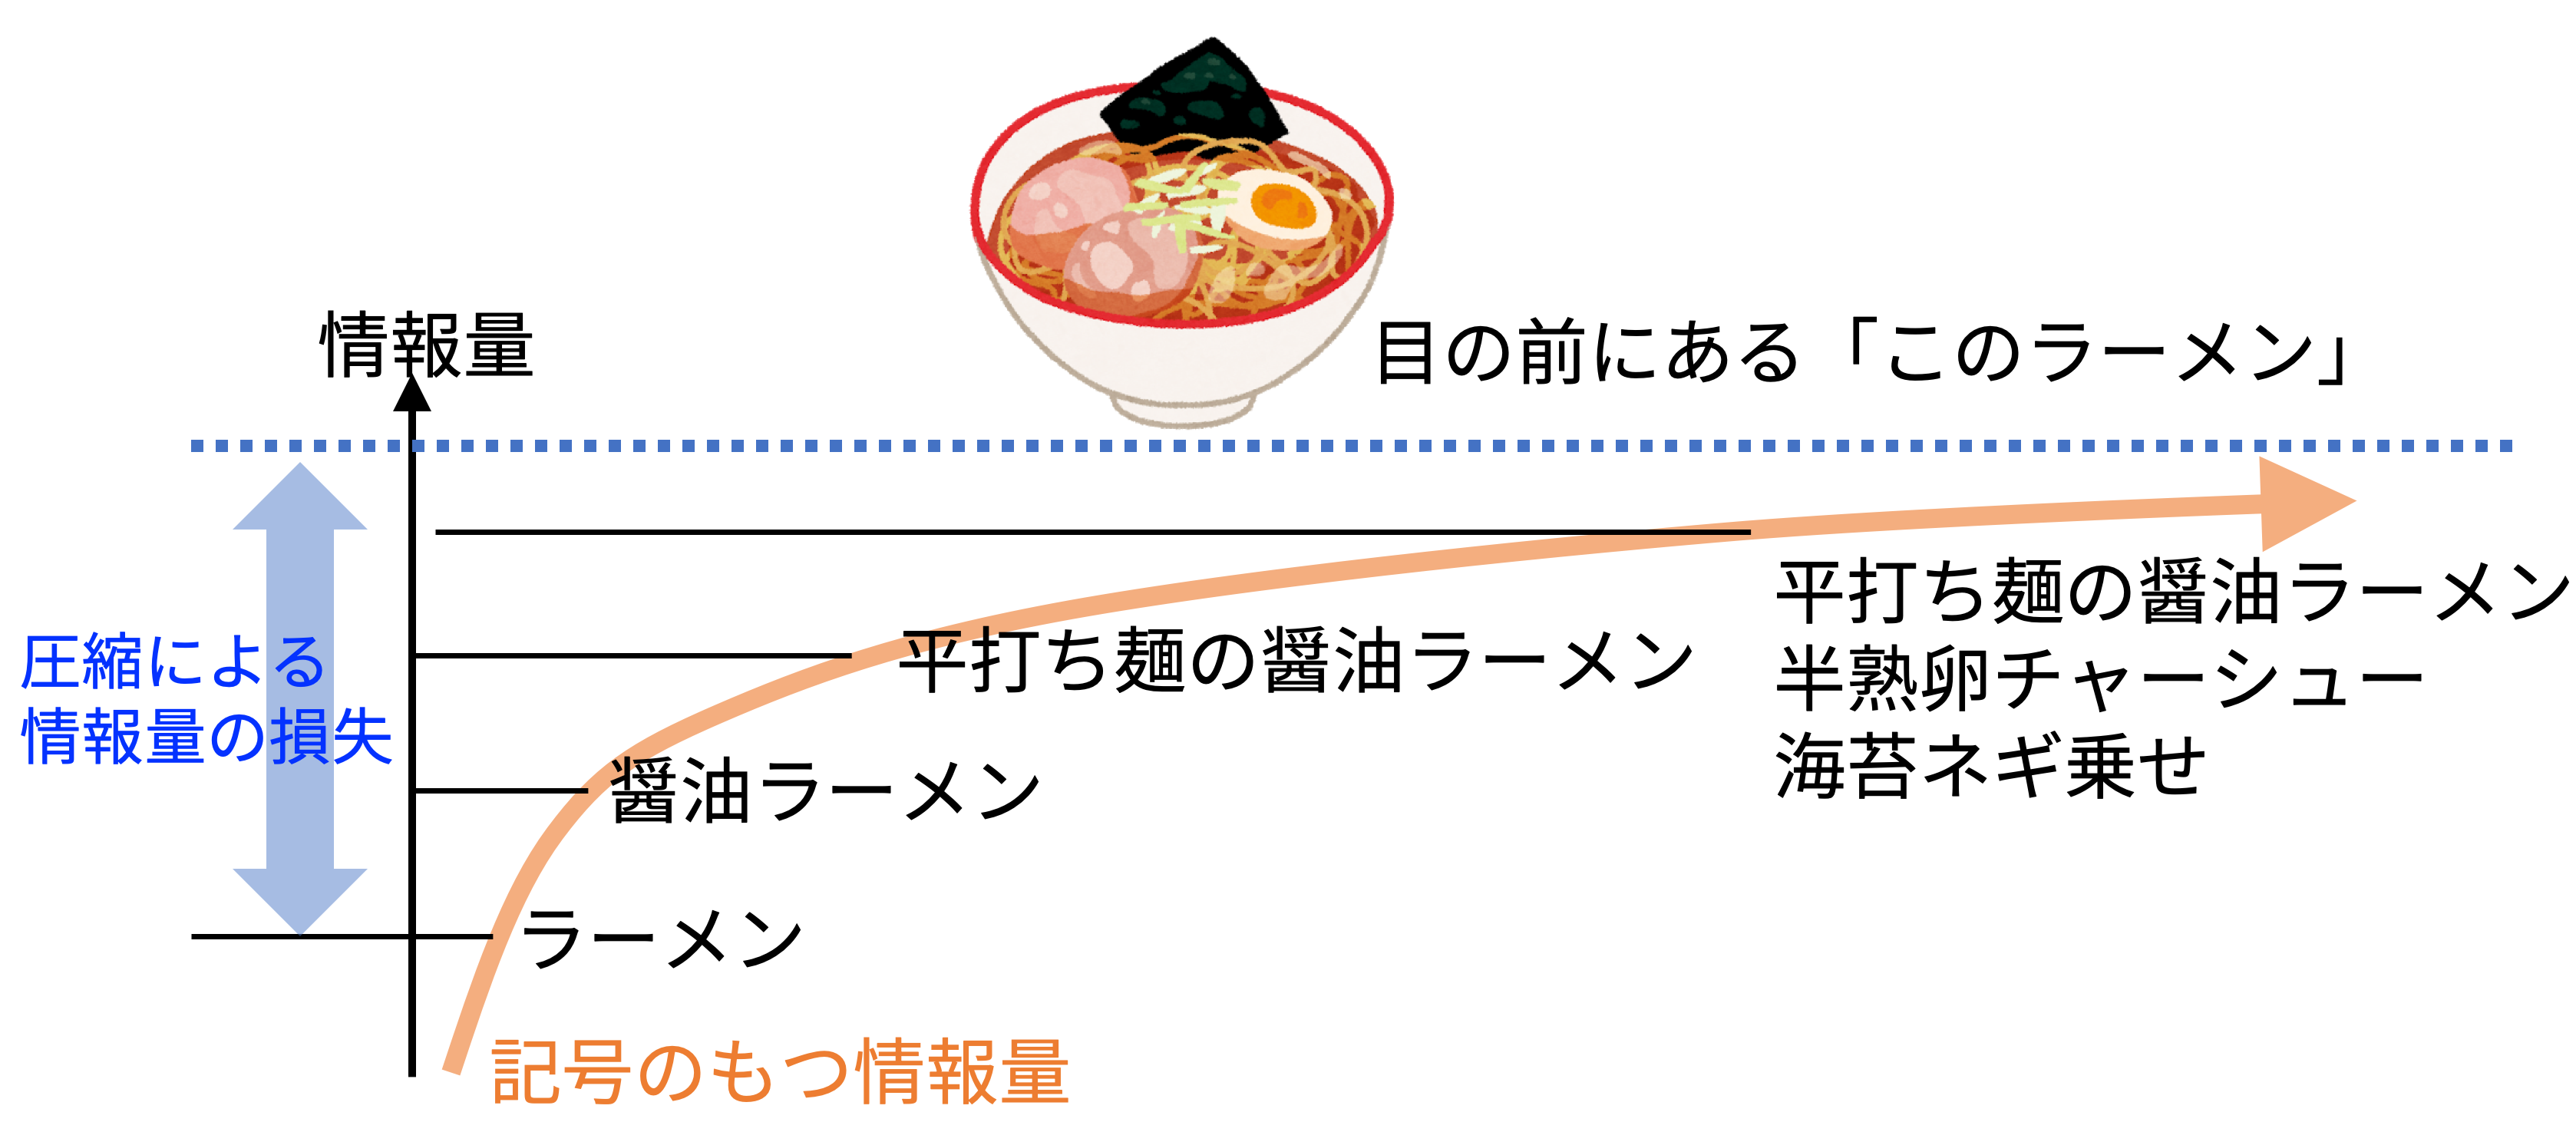 情報量
目の前にある「このラーメン」
圧縮による
情報量の損失
平打ち麺の醤油ラーメン
半熟卵チャーシュー
海苔ネギ乗せ
平打ち麺の醤油ラーメン
醤油ラーメン
ラーメン
記号のもつ情報量